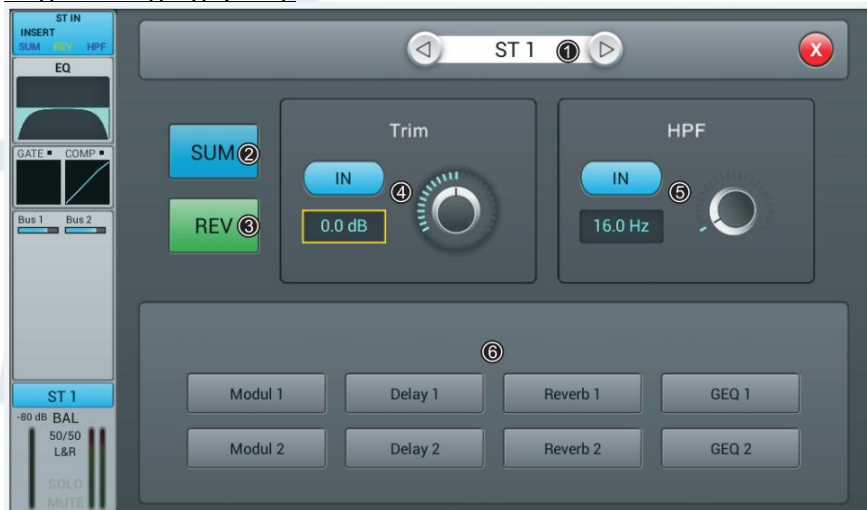 ST IN
INSERT
SUM REV HPF
EQ
GATE COMP
Bus 1 Bus 2
ST 1
-80 dB BAL
50/50
L&R
SOLO
MUTE
ST 1 ①
X
SUM ②
REV ③
Trim
IN
④
0.0 dB
HPF
IN
⑤
16.0 Hz
⑥
Modul 1 Delay 1 Reverb 1 GEQ 1
Modul 2 Delay 2 Reverb 2 GEQ 2